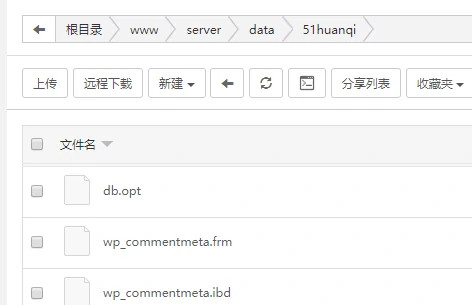 根目录 www server data 51huanqi
上传 远程下载 新建 分享列表 收藏夹
文件名
db.opt
wp_commentmeta.frm
wp_commentmeta.ibd